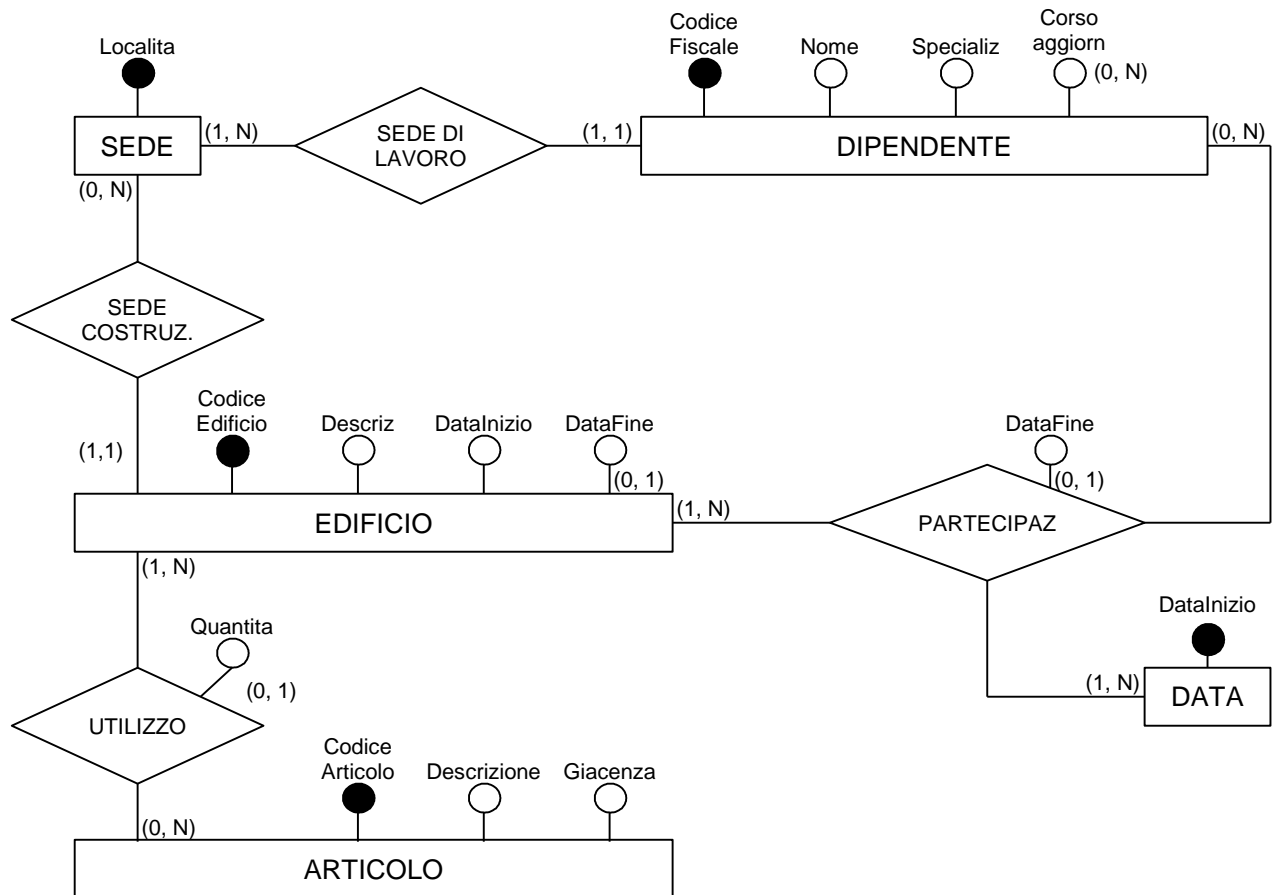 Localita
Codice
Fiscale
Nome
Specializ
Corso
aggiorn
(0, N)
SEDE
(1, N)
SEDE DI
LAVORO
(1, 1)
DIPENDENTE
(0, N)
(0, N)
SEDE
COSTRUZ.
(1,1)
Codice
Edificio
Descriz
DataInizio
DataFine
(0, 1)
DataFine
(0, 1)
EDIFICIO
(1, N)
PARTECIPAZ
(1, N)
DataInizio
(1, N)
DATA
Quantita
(0, 1)
UTILIZZO
Codice
Articolo
Descrizione
Giacenza
(0, N)
ARTICOLO